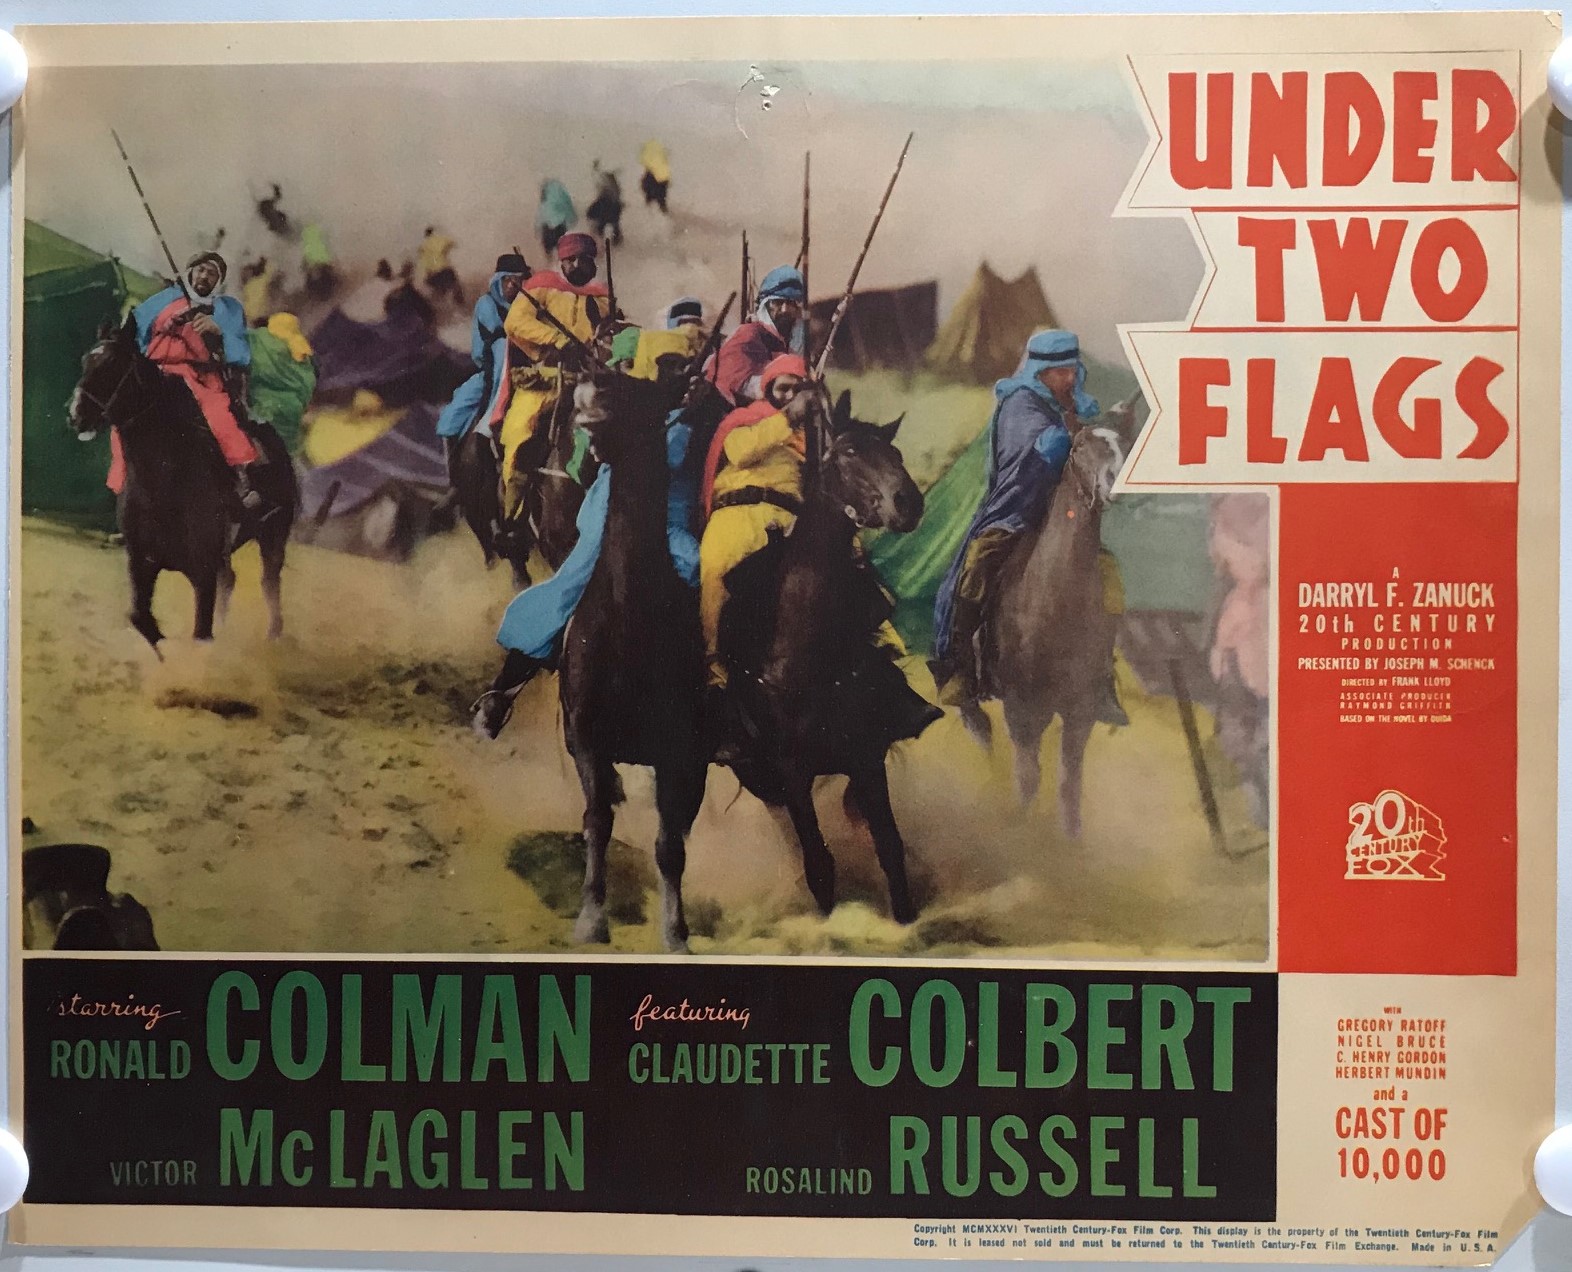 UNDER
TWO
FLAGS
A
DARRYL F. ZANUCK
20th CENTURY
PRODUCTION
PRESENTED BY JOSEPH M. SCHENCK
DIRECTED BY FRANK LLOYD
ASSOCIATE PRODUCER
RAYMOND GRIFFITH
BASED ON THE NOVEL BY OUIDA
20th
CENTURY
FOX
starring
RONALD COLMAN
featuring
CLAUDETTE COLBERT
VICTOR McLAGLEN
ROSALIND RUSSELL
WITH
GREGORY RATOFF
NIGEL BRUCE
C. HENRY GORDON
HERBERT MUNDIN
and a
CAST OF
10,000
Copyright MCMXXXVI Twentieth Century-Fox Film Corp. This display is the property of the Twentieth Century-Fox Film
Corp. It is leased not sold and must be returned to the Twentieth Century-Fox Film Exchange. Made in U. S. A.